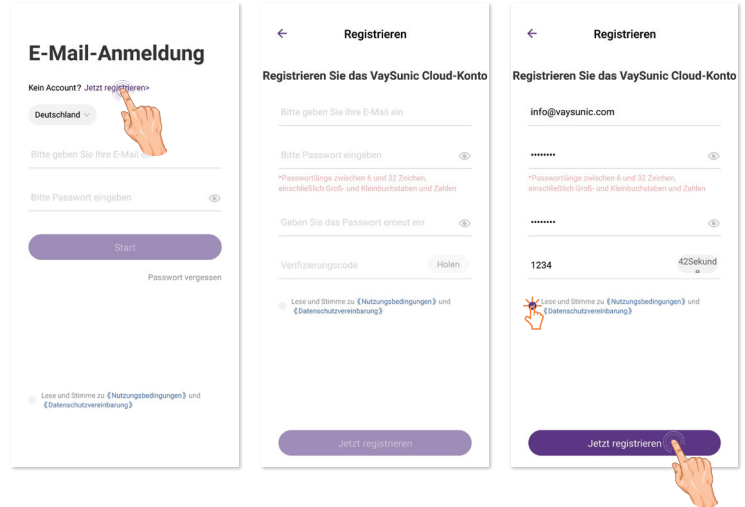 E-Mail-Anmeldung
Kein Account? Jetzt registrieren>
Deutschland
Bitte geben Sie Ihre E-Mail ein
Bitte Passwort eingeben
Start
Passwort vergessen
Lese und Stimme zu《Nutzungsbedingungen》und
《Datenschutzvereinbarung》
Registrieren
Registrieren Sie das VaySunic Cloud-Konto
Bitte geben Sie Ihre E-Mail ein
Bitte Passwort eingeben
*Passwortlänge zwischen 6 und 32 Zeichen,
einschließlich Groß- und Kleinbuchstaben und Zahlen
Geben Sie das Passwort erneut ein
Verifizierungscode Holen
Lese und Stimme zu《Nutzungsbedingungen》und
《Datenschutzvereinbarung》
Jetzt registrieren
Registrieren
Registrieren Sie das VaySunic Cloud-Konto
info@vaysunic.com
••••••••
*Passwortlänge zwischen 6 und 32 Zeichen,
einschließlich Groß- und Kleinbuchstaben und Zahlen
••••••••
1234 42Sekund
e
Lese und Stimme zu《Nutzungsbedingungen》und
《Datenschutzvereinbarung》
Jetzt registrieren